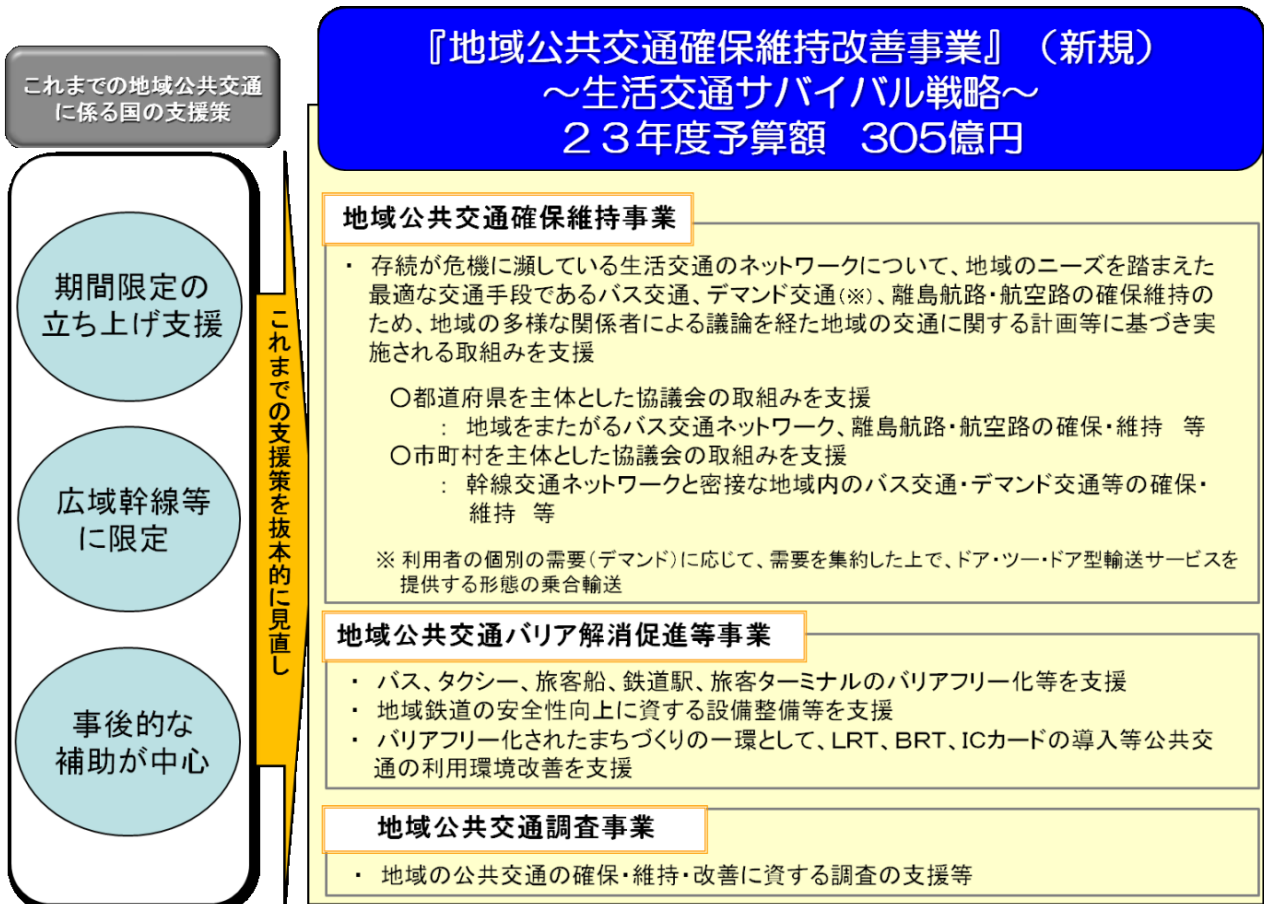 これまでの地域公共交通
に係る国の支援策
期間限定の
立ち上げ支援
広域幹線等
に限定
事後的な
補助が中心
これまでの支援策を抜本的に見直し
『地域公共交通確保維持改善事業』（新規）
～生活交通サバイバル戦略～
２３年度予算額　305億円
地域公共交通確保維持事業
・ 存続が危機に瀕している生活交通のネットワークについて、地域のニーズを踏まえた
最適な交通手段であるバス交通、デマンド交通(※)、離島航路・航空路の確保維持の
ため、地域の多様な関係者による議論を経た地域の交通に関する計画等に基づき実
施される取組みを支援
〇都道府県を主体とした協議会の取組みを支援
： 地域をまたがるバス交通ネットワーク、離島航路・航空路の確保・維持　等
〇市町村を主体とした協議会の取組みを支援
： 幹線交通ネットワークと密接な地域内のバス交通・デマンド交通等の確保・
維持　等
※ 利用者の個別の需要(デマンド)に応じて、需要を集約した上で、ドア・ツー・ドア型輸送サービスを
提供する形態の乗合輸送
地域公共交通バリア解消促進等事業
・ バス、タクシー、旅客船、鉄道駅、旅客ターミナルのバリアフリー化等を支援
・ 地域鉄道の安全性向上に資する設備整備等を支援
・ バリアフリー化されたまちづくりの一環として、LRT、BRT、ICカードの導入等公共交
通の利用環境改善を支援
地域公共交通調査事業
・ 地域の公共交通の確保・維持・改善に資する調査の支援等